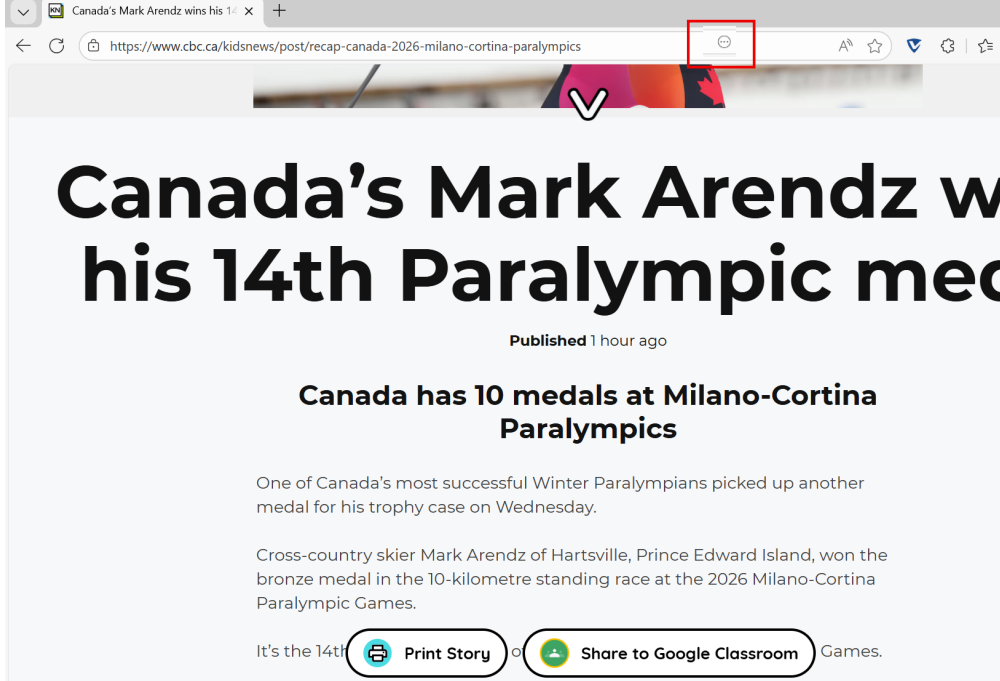 KN Canada's Mark Arendz wins his 14
https://www.cbc.ca/kidsnews/post/recap-canada-2026-milano-cortina-paralympics
Canada's Mark Arendz w
his 14th Paralympic med
Published 1 hour ago
Canada has 10 medals at Milano-Cortina
Paralympics
One of Canada's most successful Winter Paralympians picked up another
medal for his trophy case on Wednesday.
Cross-country skier Mark Arendz of Hartsville, Prince Edward Island, won the
bronze medal in the 10-kilometre standing race at the 2026 Milano-Cortina
Paralympic Games.
It's the 14th Print Story Share to Google Classroom Games.